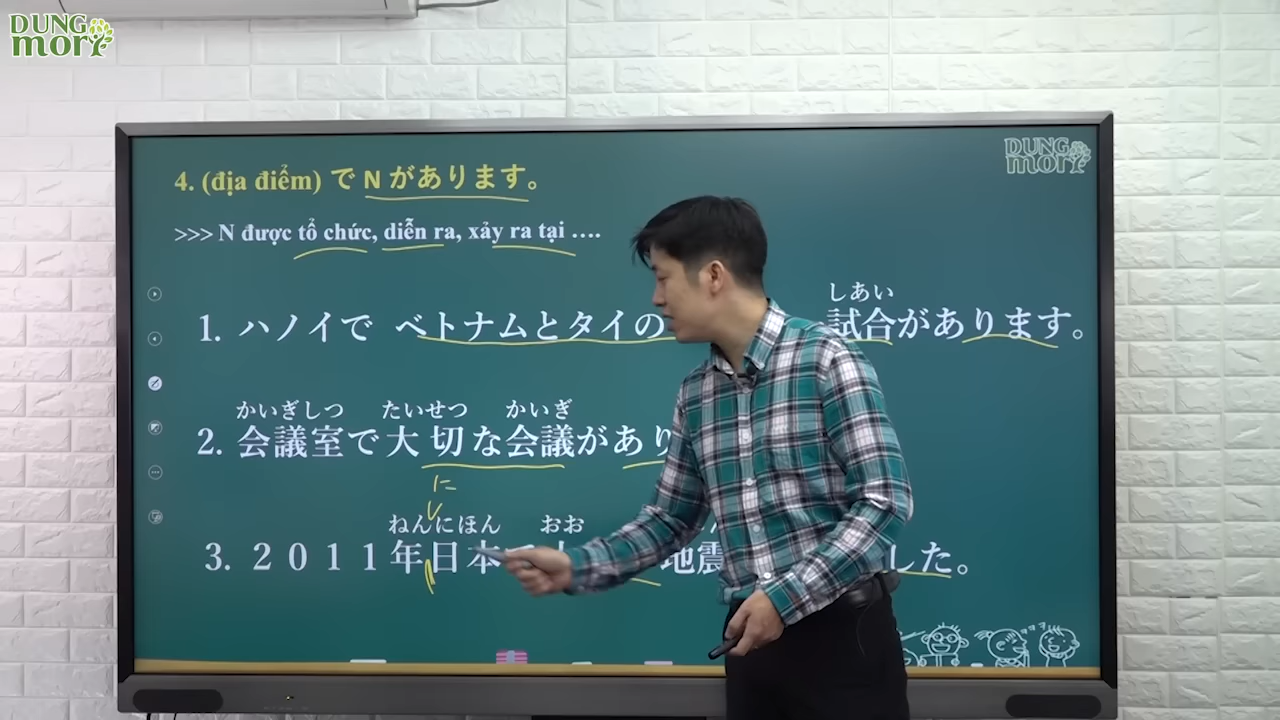 DUNG
mori
DUNG
mori
4. (địa điểm) で N があります。
>>> N được tổ chức, diễn ra, xảy ra tại ....
しあい
1. ハノイで ベトナムとタイの 試合があります。
かいぎしつ たいせつ かいぎ
2. 会議室で大切な会議があり
に
ねんにほん おお
3. ２０１１年日本 地震 した。